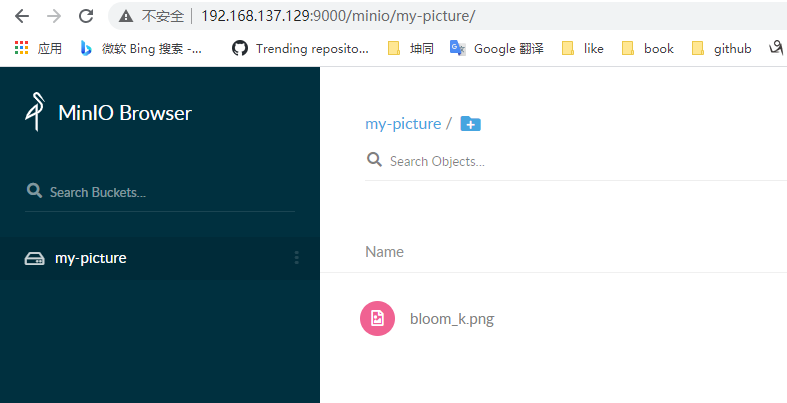 不安全 192.168.137.129:9000/minio/my-picture/
应用 微软 Bing 搜索 -... Trending reposito... 坤同 Google 翻译 like book github
MinIO Browser
my-picture /
Search Objects...
Search Buckets...
Name
my-picture
bloom_k.png